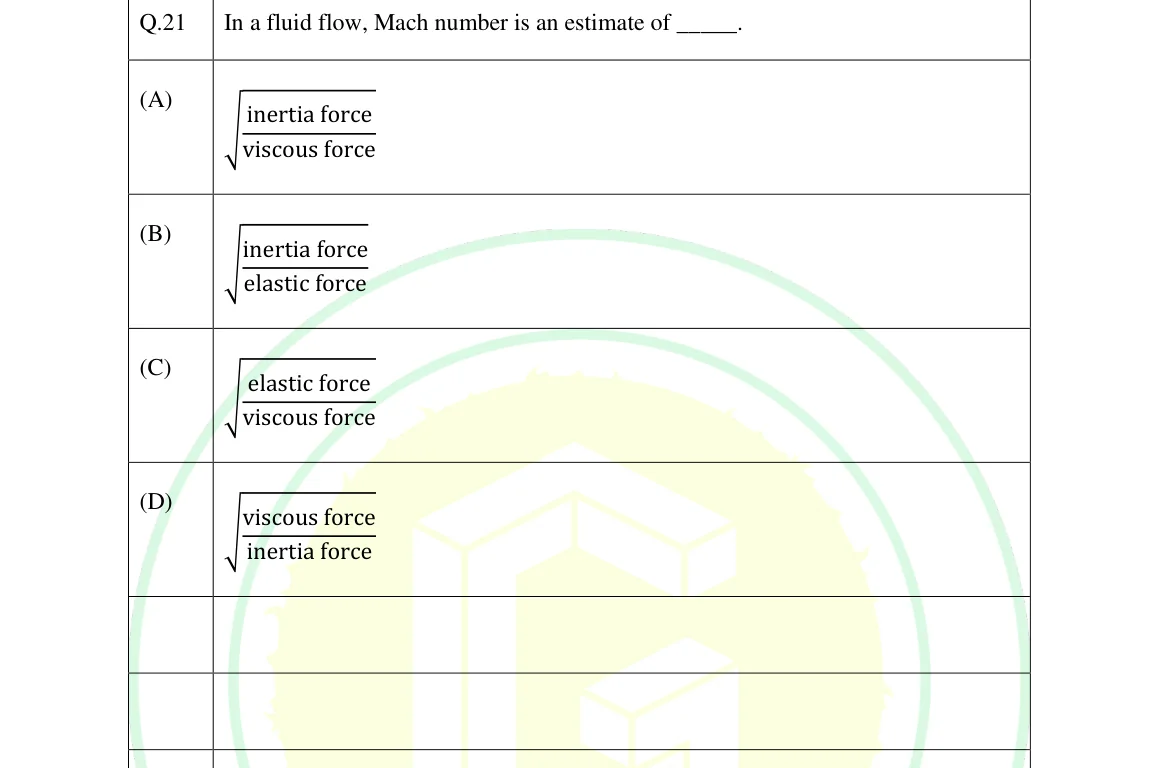 Q.21 In a fluid flow, Mach number is an estimate of _____.
(A) √(inertia force
viscous force)
(B) √(inertia force
elastic force)
(C) √(elastic force
viscous force)
(D) √(viscous force
inertia force)